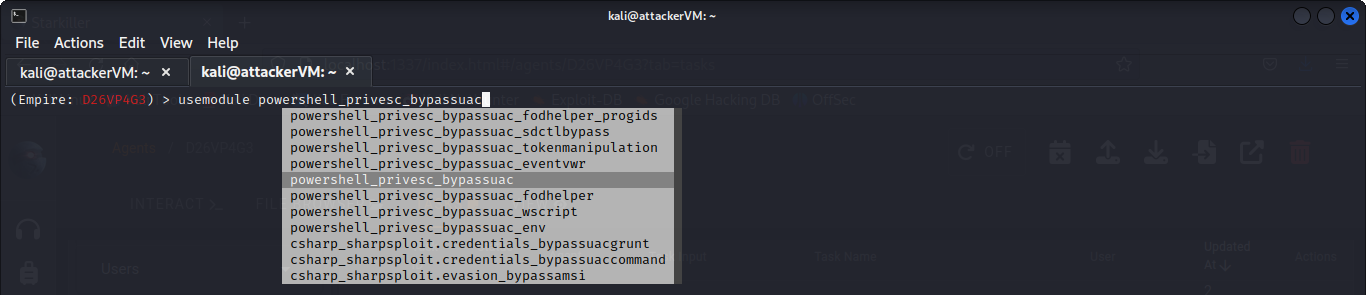 kali@attackerVM: ~
File Actions Edit View Help
kali@attackerVM: ~ × kali@attackerVM: ~ ×
(Empire: D26VP4G3) > usemodule powershell_privesc_bypassuac
Exploit-DB Google Hacking DB OffSec
powershell_privesc_bypassuac_fodhelper_progids
powershell_privesc_bypassuac_sdctlbypass
powershell_privesc_bypassuac_tokenmanipulation
Agents / D26VP4G3 OFF
powershell_privesc_bypassuac_eventvwr
powershell_privesc_bypassuac
powershell_privesc_bypassuac_fodhelper
INTERACT >_
powershell_privesc_bypassuac_wscript
powershell_privesc_bypassuac_env
csharp_sharpsploit.credentials_bypassuacgrunt
csharp_sharpsploit.credentials_bypassuaccommand
Users Task Name User Updated At Actions
csharp_sharpsploit.evasion_bypassamsi